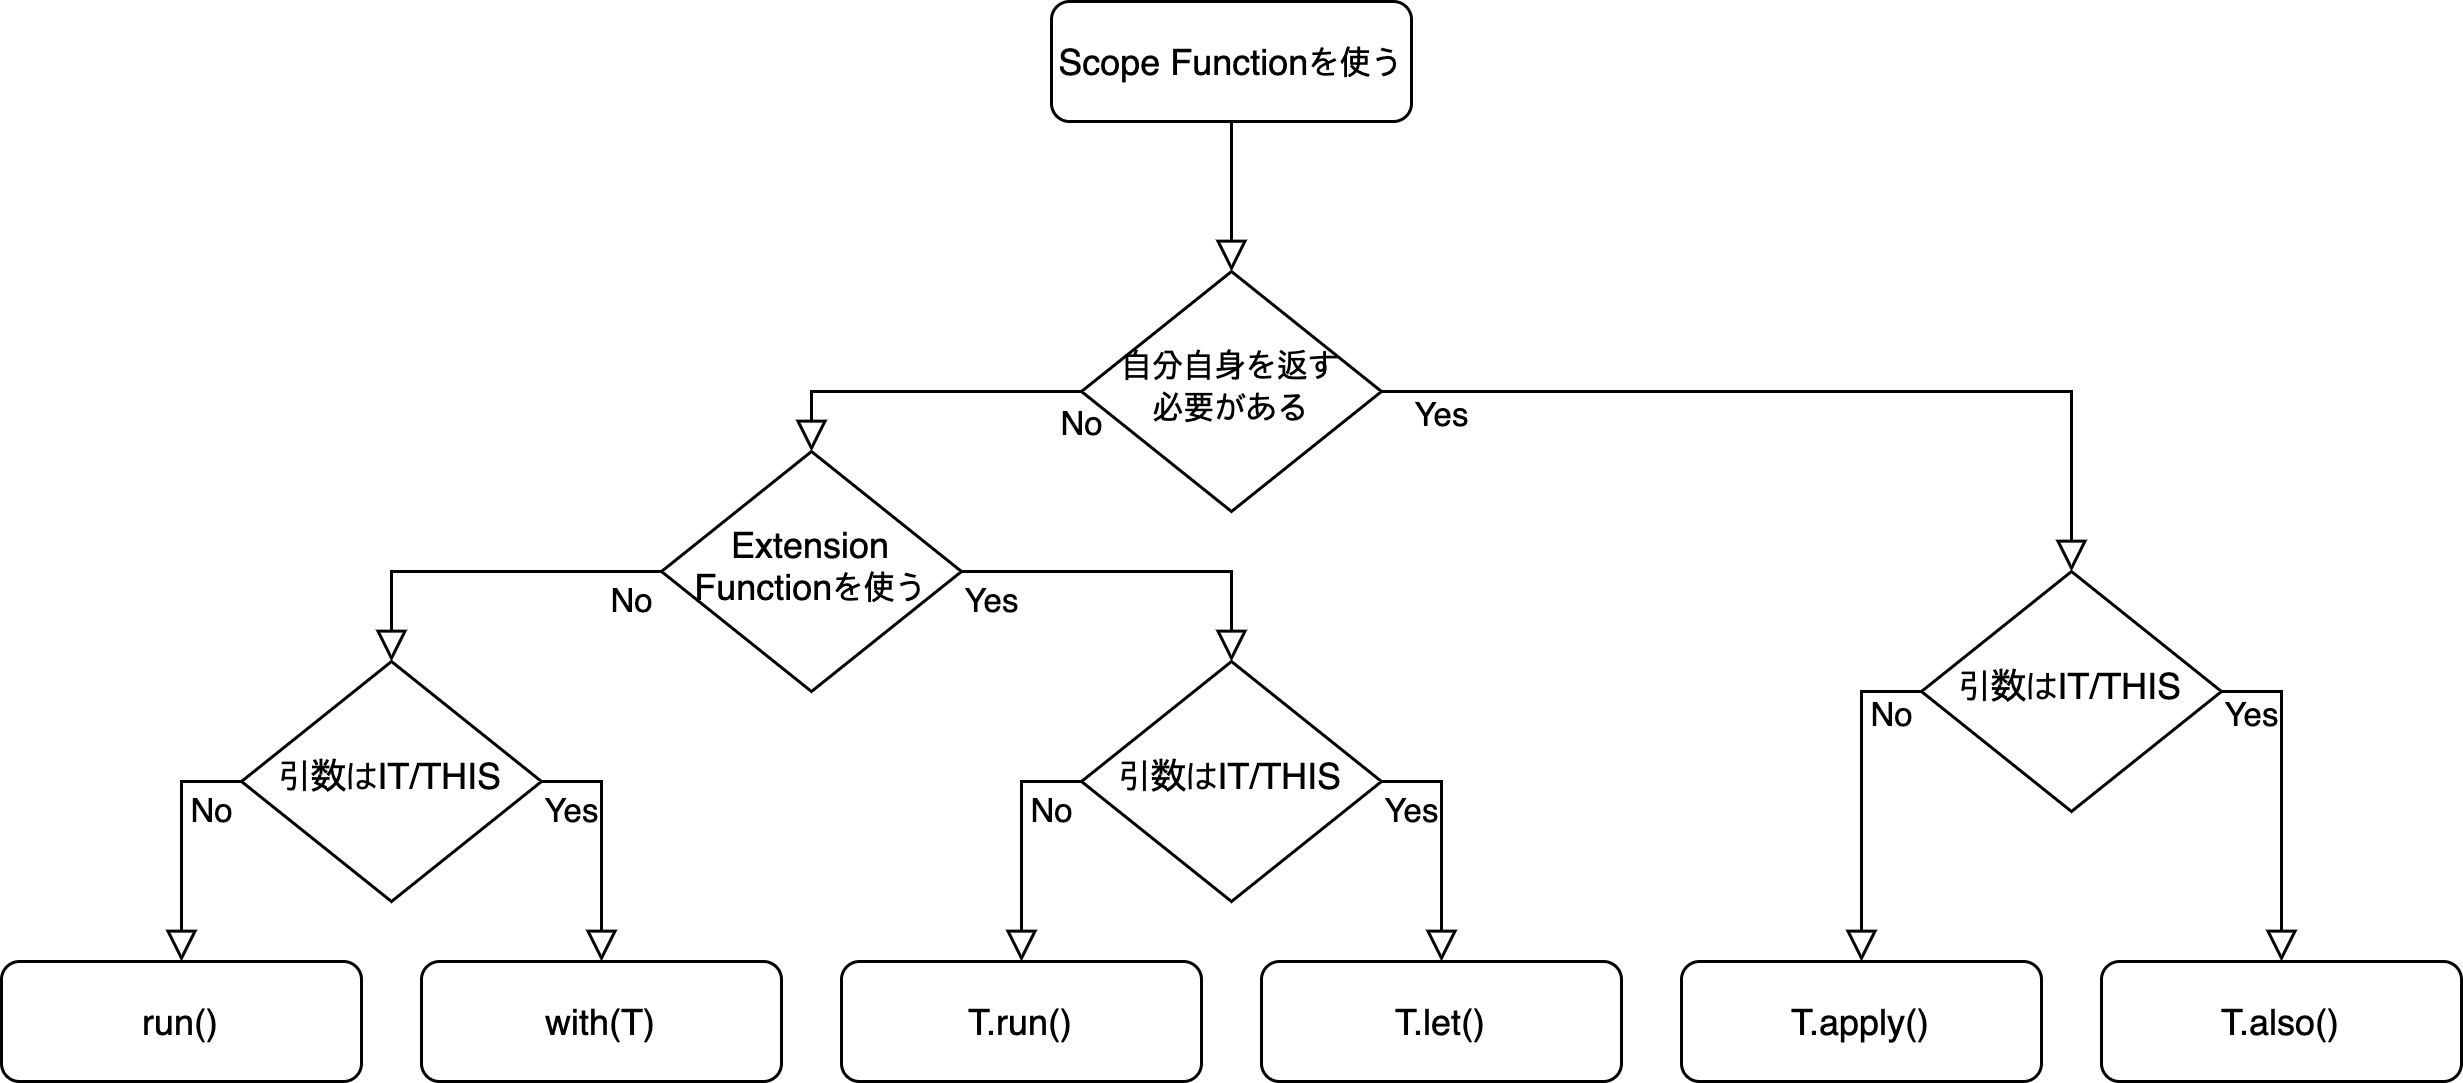 Scope Functionを使う
自分自身を返す
必要がある
No
Yes
Extension
Functionを使う
No
Yes
引数はIT/THIS
No
Yes
引数はIT/THIS
No
Yes
引数はIT/THIS
No
Yes
run()
with(T)
T.run()
T.let()
T.apply()
T.also()